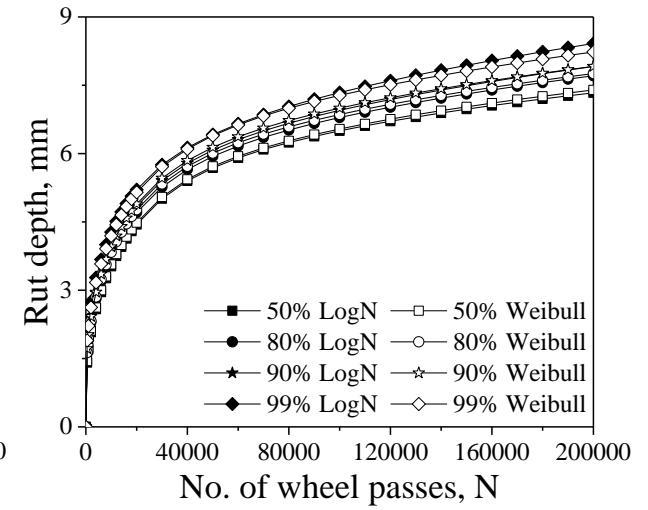 9
6
3
0
Rut depth, mm
50% LogN 50% Weibull
80% LogN 80% Weibull
90% LogN 90% Weibull
99% LogN 99% Weibull
0 0 40000 80000 120000 160000 200000
No. of wheel passes, N